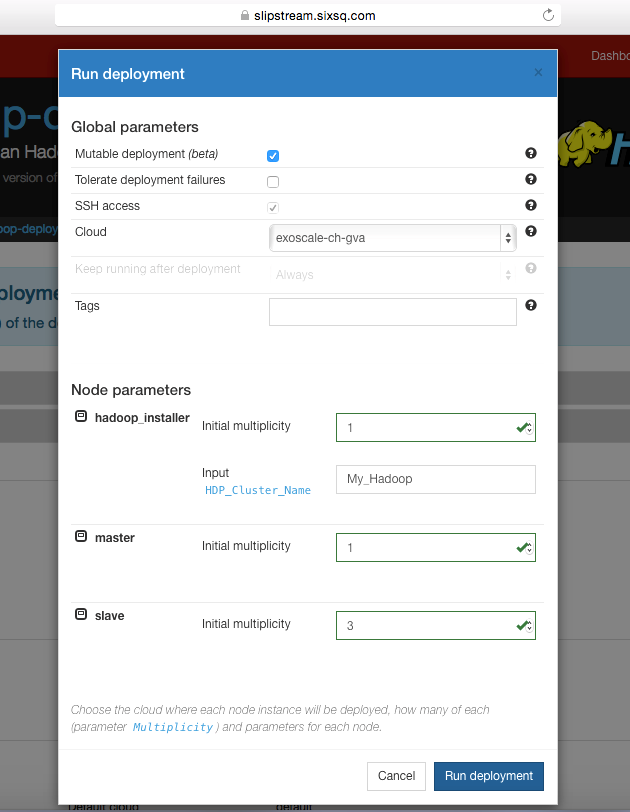 slipstream.sixsq.com
Dashbo
Run deployment
×
p-c
Global parameters
an Had
Mutable deployment (beta)
H
version of
Tolerate deployment failures
SSH access
oop-deploy
Cloud
exoscale-ch-gva
Keep running after deployment
Always
ployme
Tags
of the d
Node parameters
hadoop_installer
Initial multiplicity
1
Input
HDP_Cluster_Name
My_Hadoop
master
Initial multiplicity
1
slave
Initial multiplicity
3
Choose the cloud where each node instance will be deployed, how many of each
(parameter Multiplicity ) and parameters for each node.
Cancel
Run deployment
Default cloud
default